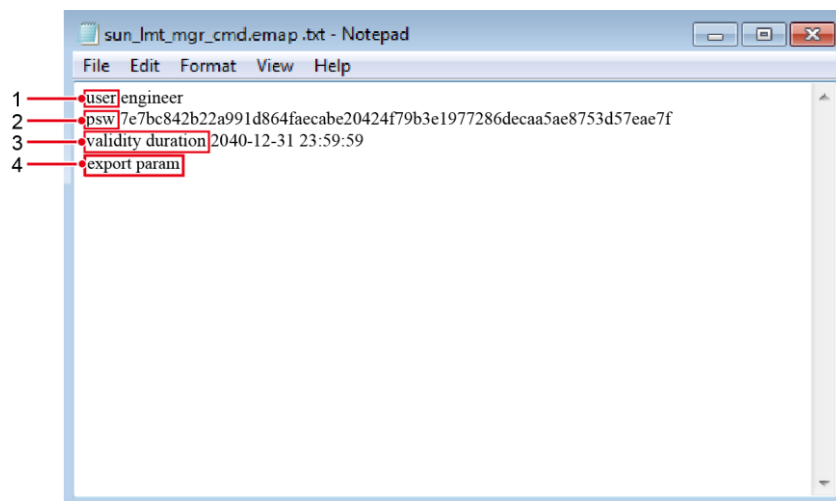 sun_lmt_mgr_cmd.emap .txt - Notepad
File Edit Format View Help
1 user engineer
2 psw 7e7bc842b22a991d864faecabe20424f79b3e1977286decaa5ae8753d57eae7f
3 validity duration 2040-12-31 23:59:59
4 export param